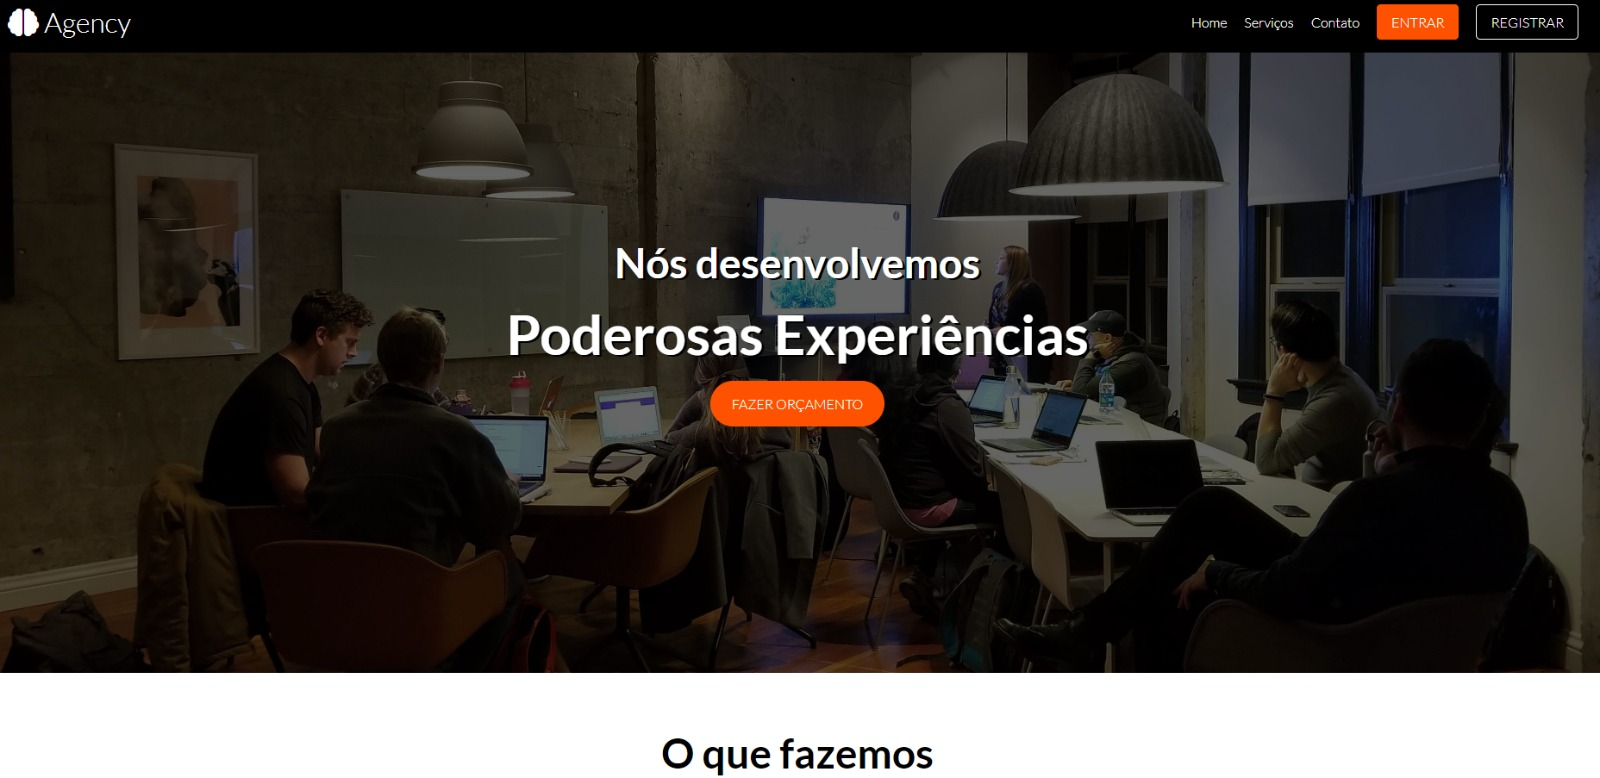 Agency
Home Serviços Contato ENTRAR REGISTRAR
Nós desenvolvemos
Poderosas Experiências
FAZER ORÇAMENTO
O que fazemos